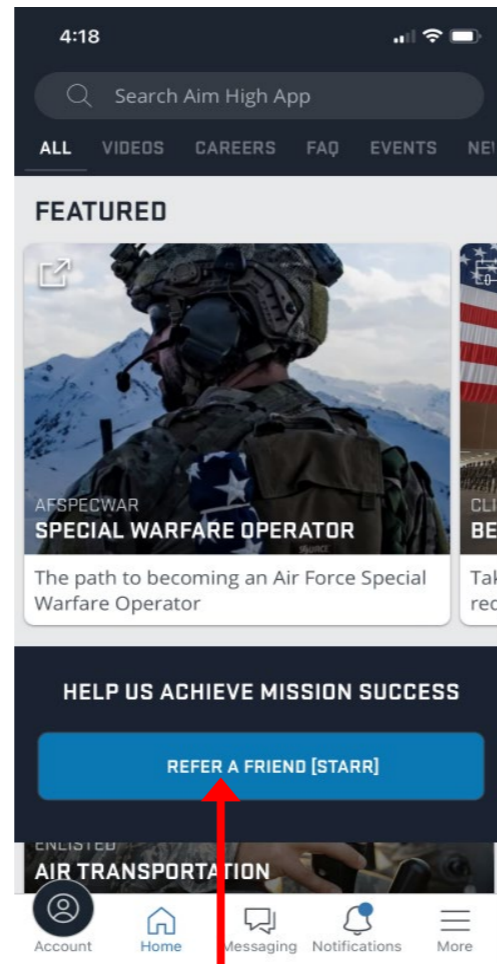 4:18
Search Aim High App
ALL VIDEOS CAREERS FAQ EVENTS
FEATURED
AFSPECWAR
SPECIAL WARFARE OPERATOR
BE
The path to becoming an Air Force Special
Warfare Operator
HELP US ACHIEVE MISSION SUCCESS
REFER A FRIEND [STARR]
ENLISTED
AIR TRANSPORTATION
Account Home Messaging Notifications More